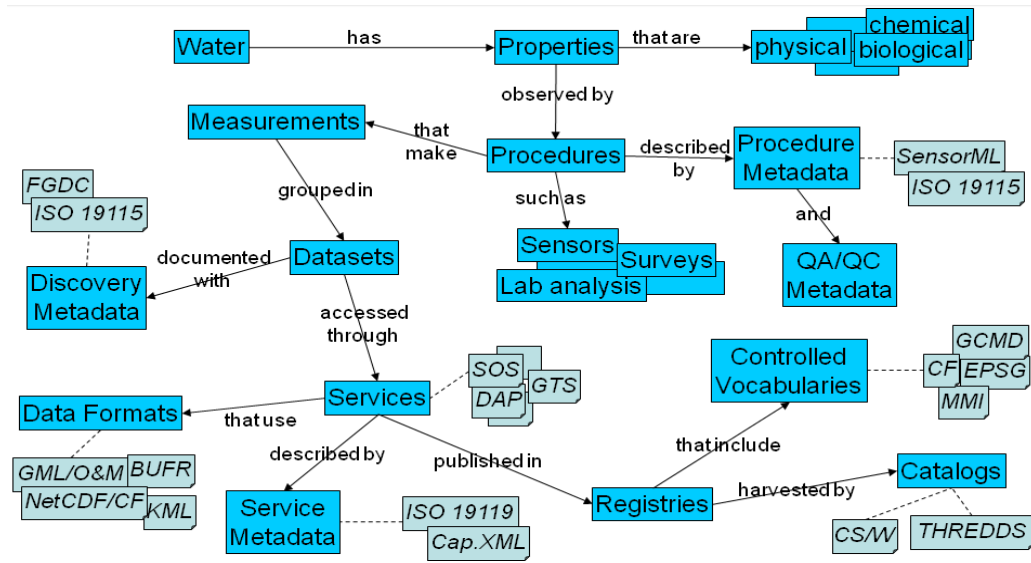 Water
has
Properties
that are
chemical
physical
biological
observed by
Measurements
that
make
Procedures
described
by
Procedure
Metadata
SensorML
ISO 19115
FGDC
ISO 19115
grouped in
such as
and
documented
with
Datasets
Sensors
Surveys
Lab analysis
QA/QC
Metadata
Discovery
Metadata
accessed
through
SOS
GTS
DAP
Controlled
Vocabularies
GCMD
CF
EPSG
MMI
Data Formats
that use
Services
described by
published in
that include
GML/O&M
BUFR
NetCDF/CF
KML
Service
Metadata
ISO 19119
Cap.XML
Registries
harvested by
Catalogs
CS/W
THREDDS